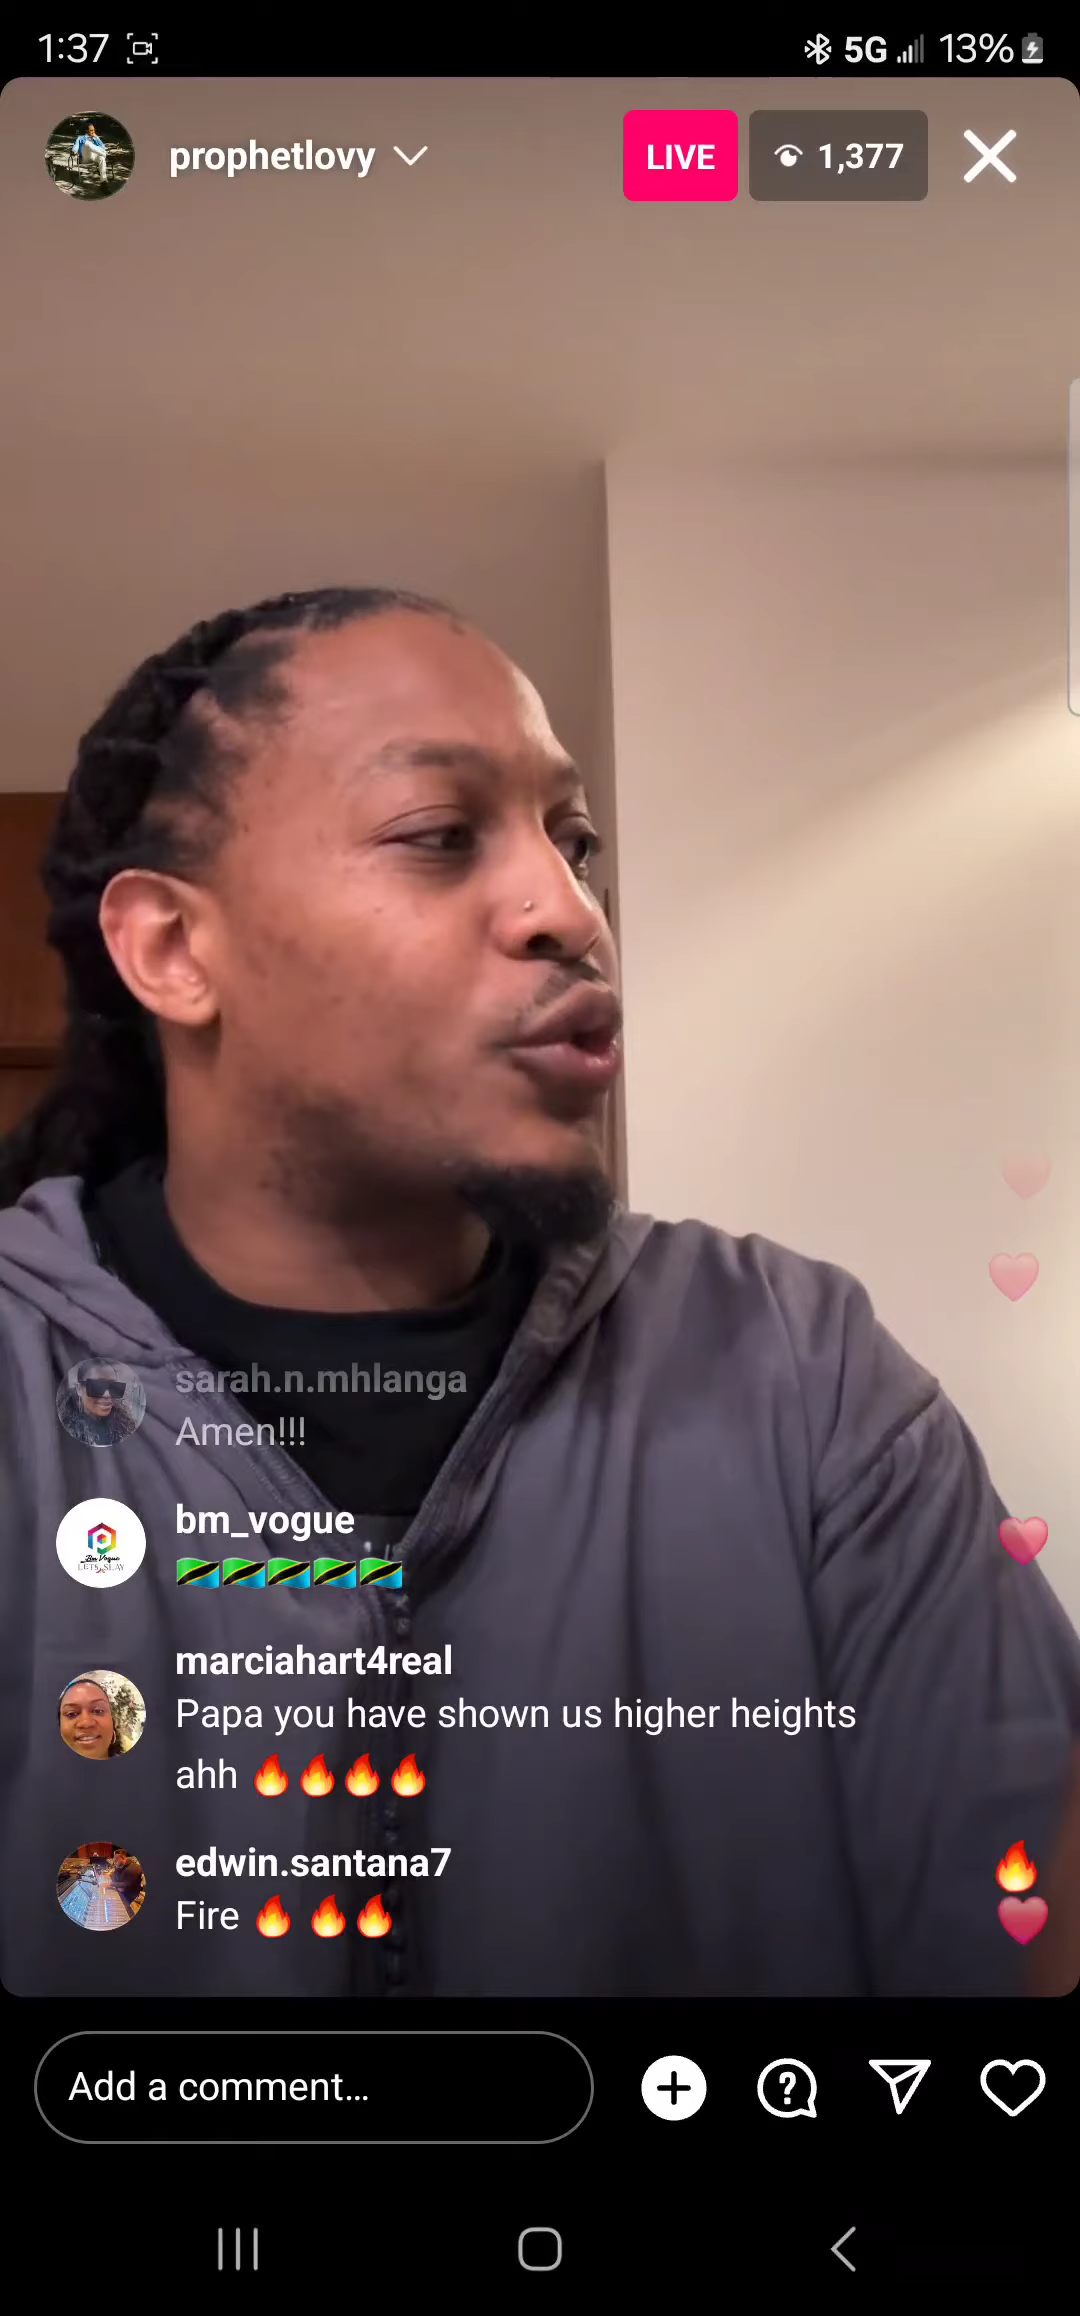 1:37
5G 13%
prophetlovy
LIVE
1,377
sarah.n.mhlanga
Amen!!!
bm_vogue
🇹🇿🇹🇿🇹🇿🇹🇿🇹🇿
marciahart4real
Papa you have shown us higher heights
ahh 🔥🔥🔥🔥
edwin.santana7
Fire 🔥 🔥🔥
Add a comment...